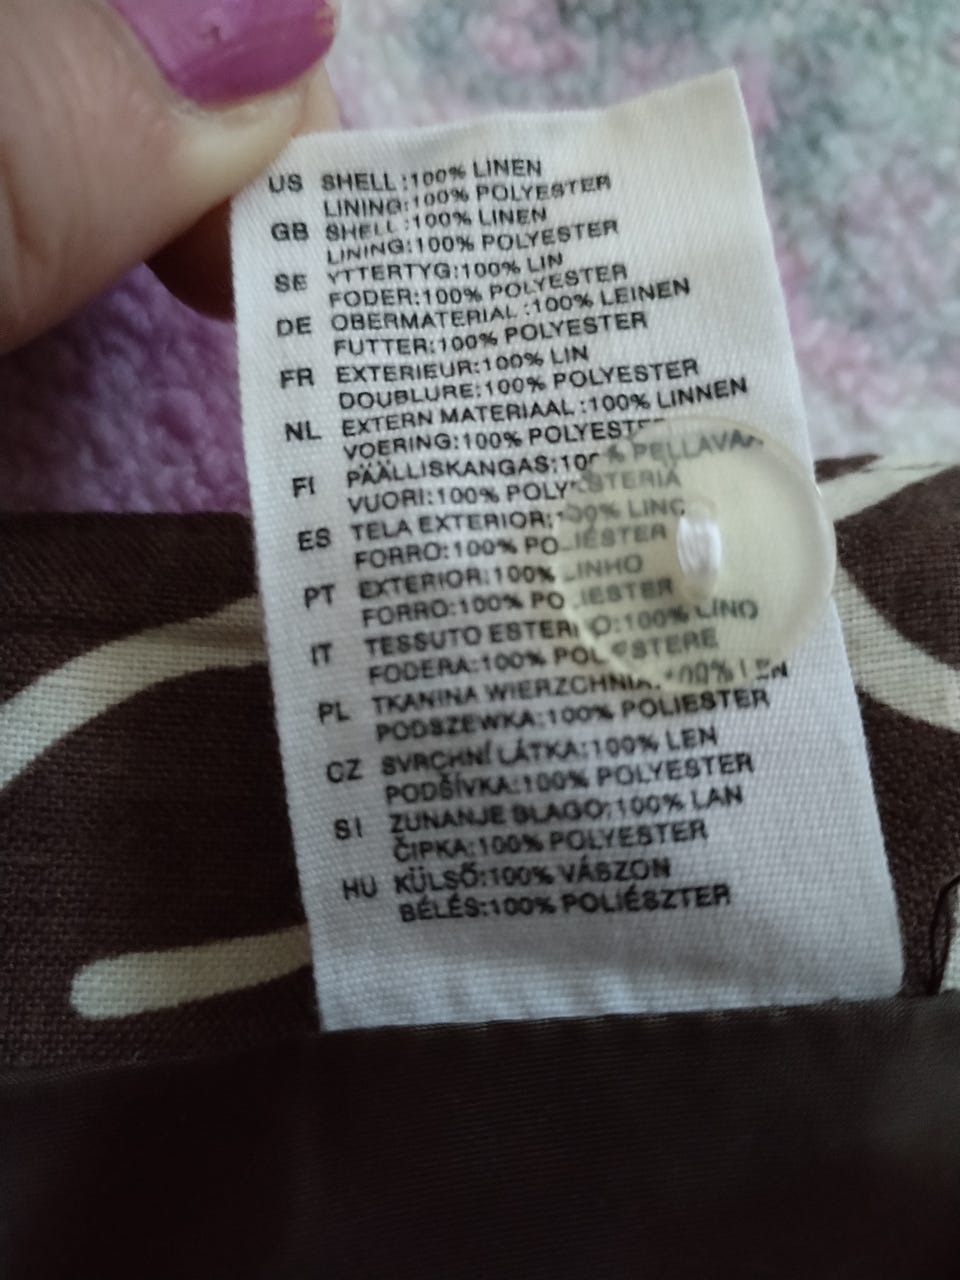 US SHELL:100% LINEN
LINING:100% POLYESTER
GB SHELL:100% LINEN
LINING:100% POLYESTER
SE YTTERTYG:100% LIN
FODER:100% POLYESTER
DE OBERMATERIAL:100% LEINEN
FUTTER:100% POLYESTER
FR EXTERIEUR:100% LIN
DOUBLURE:100% POLYESTER
NL EXTERN MATERIAAL:100% LINNEN
VOERING:100% POLYESTE
FI PÄÄLLISKANGAS:100% PELLAVAA
VUORI:100% POLYESTERIÄ
ES TELA EXTERIOR:100% LINO
FORRO:100% POLIÉSTER
PT EXTERIOR:100% LINHO
FORRO:100% POLIESTER
IT TESSUTO ESTERNO:100% LINO
FODERA:100% POLIESTERE
PL TKANINA WIERZCHNIA:100% LEN
PODSZEWKA:100% POLIESTER
CZ SVRCHNÍ LÁTKA:100% LEN
PODŠÍVKA:100% POLYESTER
SI ZUNANJE BLAGO:100% LAN
ČIPKA:100% POLYESTER
HU KÜLSŐ:100% VÁSZON
BÉLÉS:100% POLIÉSZTER